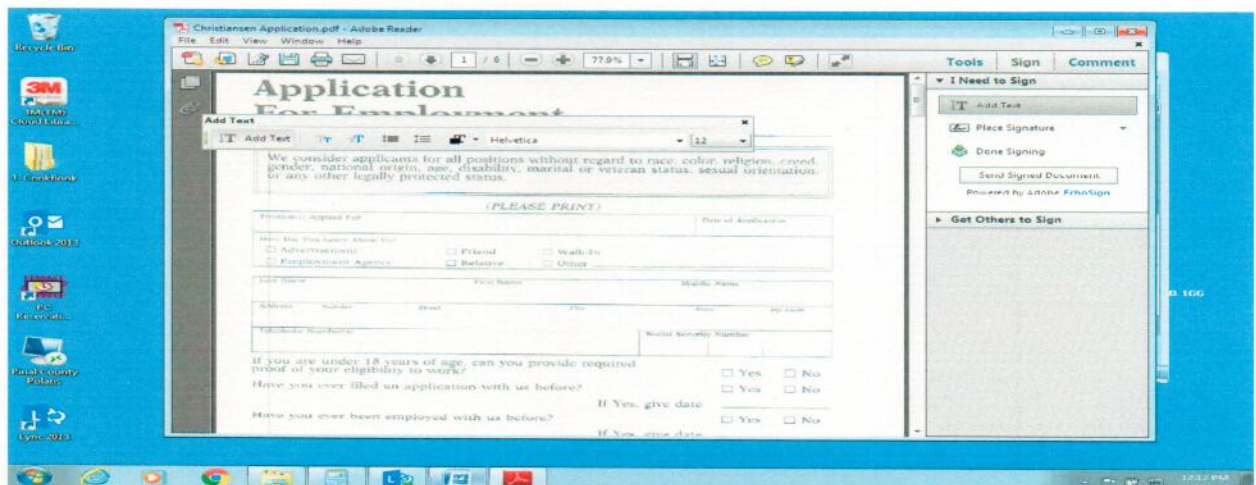 Recycle Bin
3M
3M(TM)
Cloud
T-Cookbook
Outlook 2013
PC
Reservati...
Pinal County
Polaris
Lync 2013
Christiansen Application.pdf - Adobe Reader
File Edit View Window Help
1 / 6 77.9%
Tools Sign Comment
Application
For Employment
Add Text
Add Text Helvetica 12
We consider applicants for all positions without regard to race, color, religion, creed,
gender, national origin, age, disability, marital or veteran status, sexual orientation,
or any other legally protected status.
(PLEASE PRINT)
Position(s) Applied For Date of Application
How Did You Learn About Us?
Advertisement Friend Walk-In
Employment Agency Relative Other
Last Name First Name Middle Name
Address Number Street City State Zip Code
Telephone Number(s) Social Security Number
If you are under 18 years of age, can you provide required
proof of your eligibility to work? Yes No
Have you ever filed an application with us before? Yes No
If Yes, give date
Have you ever been employed with us before? Yes No
If Yes, give date
I Need to Sign
Add Text
Place Signature
Done Signing
Send Signed Document
Powered by Adobe EchoSign
Get Others to Sign
12:12 PM